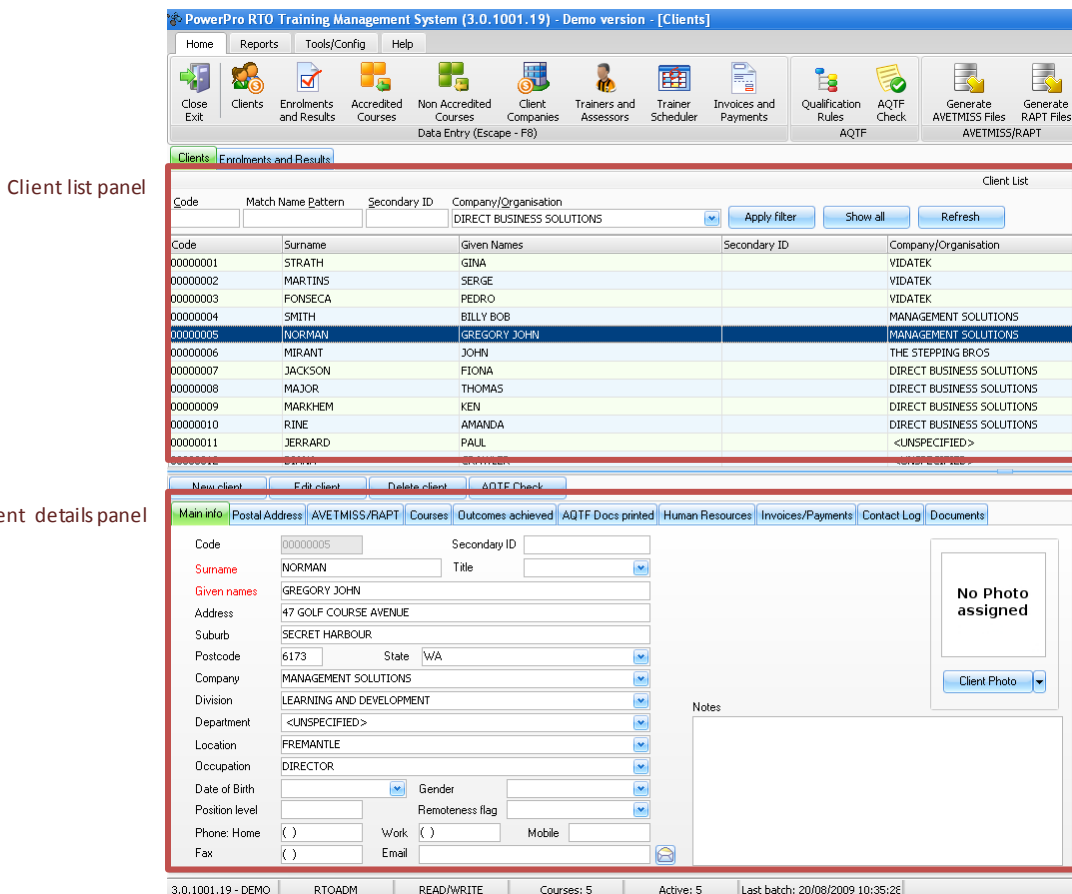 PowerPro RTO Training Management System (3.0.1001.19) - Demo version - [Clients]
Home Reports Tools/Config Help
Close Exit Clients Enrolments and Results Accredited Courses Non Accredited Courses Client Companies Trainers and Assessors Trainer Scheduler Invoices and Payments Qualification Rules AQTF Check Generate AVETMISS Files Generate RAPT Files
Data Entry (Escape - F8) AQTF AVETMISS/RAPT
Clients Enrolments and Results
Client list panel
Client List
Code Match Name Pattern Secondary ID Company/Organisation
DIRECT BUSINESS SOLUTIONS Apply filter Show all Refresh
Code Surname Given Names Secondary ID Company/Organisation
00000001 STRATH GINA VIDATEK
00000002 MARTINS SERGE VIDATEK
00000003 FONSECA PEDRO VIDATEK
00000004 SMITH BILLY BOB MANAGEMENT SOLUTIONS
00000005 NORMAN GREGORY JOHN MANAGEMENT SOLUTIONS
00000006 MIRANT JOHN THE STEPPING BROS
00000007 JACKSON FIONA DIRECT BUSINESS SOLUTIONS
00000008 MAJOR THOMAS DIRECT BUSINESS SOLUTIONS
00000009 MARKHEM KEN DIRECT BUSINESS SOLUTIONS
00000010 RINE AMANDA DIRECT BUSINESS SOLUTIONS
00000011 JERRARD PAUL <UNSPECIFIED>
New client Edit client Delete client AQTF Check
ent details panel
Main info Postal Address AVETMISS/RAPT Courses Outcomes achieved AQTF Docs printed Human Resources Invoices/Payments Contact Log Documents
Code 00000005 Secondary ID
Surname NORMAN Title
Given names GREGORY JOHN
Address 47 GOLF COURSE AVENUE
Suburb SECRET HARBOUR
Postcode 6173 State WA
Company MANAGEMENT SOLUTIONS
Division LEARNING AND DEVELOPMENT
Department <UNSPECIFIED>
Location FREMANTLE
Occupation DIRECTOR
Date of Birth Gender
Position level Remoteness flag
Phone: Home ( ) Work ( ) Mobile
Fax ( ) Email
No Photo
assigned
Client Photo
Notes
3.0.1001.19 - DEMO RTOADM READ/WRITE Courses: 5 Active: 5 Last batch: 20/08/2009 10:35:28